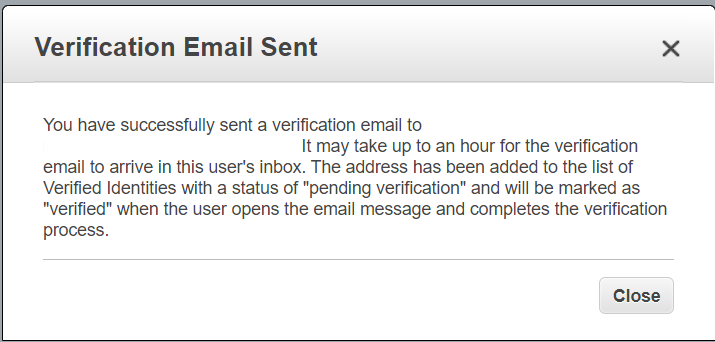 Verification Email Sent
You have successfully sent a verification email to
It may take up to an hour for the verification
email to arrive in this user's inbox. The address has been added to the list of
Verified Identities with a status of "pending verification" and will be marked as
"verified" when the user opens the email message and completes the verification
process.
Close